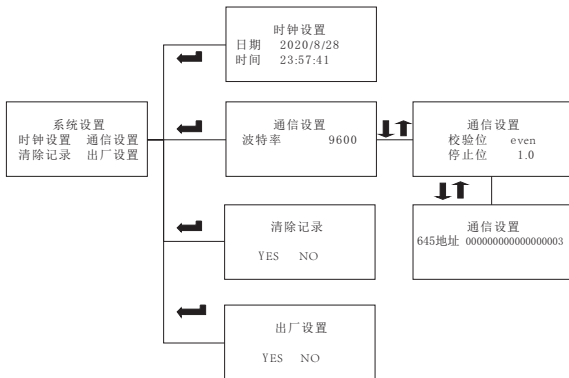 时钟设置
日期 2020/8/28
时间 23:57:41
系统设置
时钟设置 通信设置
清除记录 出厂设置
通信设置
波特率 9600
通信设置
校验位 even
停止位 1.0
通信设置
645地址 000000000000000003
清除记录
YES NO
出厂设置
YES NO